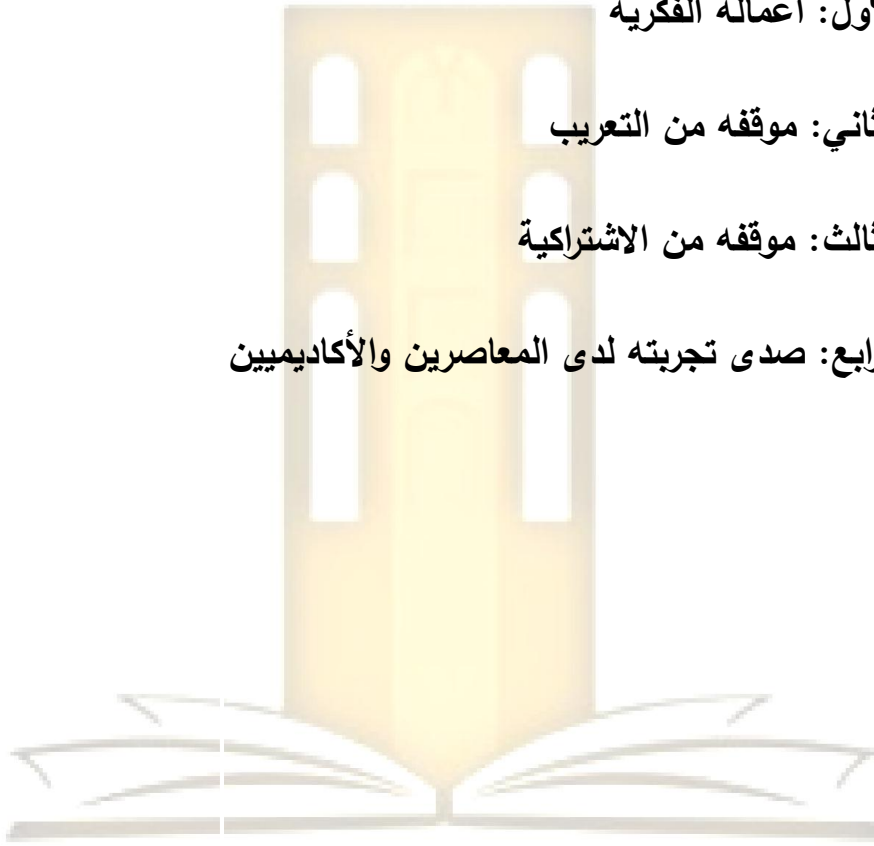 ول: أعماله الفكرية
ثاني: موقفه من التعريب
ثالث: موقفه من الاشتراكية
رابع: صدى تجربته لدى المعاصرين والأكاديميين